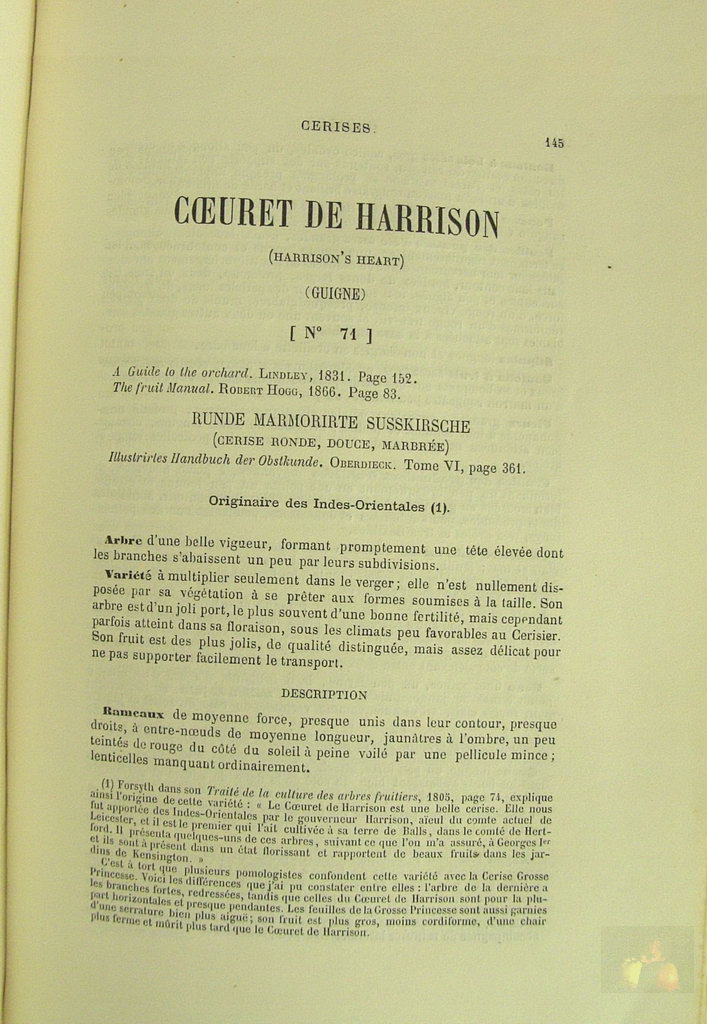 CERISES.
145
CŒURET DE HARRISON
(HARRISON'S HEART)
(GUIGNE)
[ N° 71 ]
A Guide to the orchard. LINDLEY, 1831. Page 152.
The fruit Manual. ROBERT HOGG, 1866. Page 83.
RUNDE MARMORIRTE SUSSKIRSCHE
(CERISE RONDE, DOUCE, MARBRÉE)
Illustrirtes Handbuch der Obstkunde. OBERDIECK. Tome VI, page 361.
Originaire des Indes-Orientales (1).
Arbre d'une belle vigueur, formant promptement une tête élevée dont
les branches s'abaissent un peu par leurs subdivisions.
Variété à multiplier seulement dans le verger; elle n'est nullement dis-
posée par sa végétation à se prêter aux formes soumises à la taille. Son
arbre est d'un joli port, le plus souvent d'une bonne fertilité, mais cependant
parfois atteint dans sa floraison, sous les climats peu favorables au Cerisier.
Son fruit est des plus jolis, de qualité distinguée, mais assez délicat pour
ne pas supporter facilement le transport.
DESCRIPTION
Rameaux de moyenne force, presque unis dans leur contour, presque
droits, à entre-nœuds de moyenne longueur, jaunâtres à l'ombre, un peu
teintés de rouge du côté du soleil à peine voilé par une pellicule mince;
lenticelles manquant ordinairement.
(1) Forsyth dans son Traité de la culture des arbres fruitiers, 1805, page 74, explique
ainsi l'origine de cette variété : « Le Cœuret de Harrison est une belle cerise. Elle nous
fut apportée des Indes-Orientales par le gouverneur Harrison, aïeul du comte actuel de
Leicester, et il est le premier qui l'ait cultivée à sa terre de Balls, dans le comté de Hert-
ford. Il présenta quelques-uns de ces arbres, suivant ce que l'on m'a assuré, à Georges Ier
et ils sont à présent dans un état florissant et rapportent de beaux fruits dans les jar-
dins de Kensington. »
C'est à tort que plusieurs pomologistes confondent cette variété avec la Cerise Grosse
Princesse. Voici les différences que j'ai pu constater entre elles : l'arbre de la dernière a
les branches fortes, redressées, tandis que celles du Cœuret de Harrison sont pour la plu-
part horizontales et presque pendantes. Les feuilles de la Grosse Princesse sont aussi garnies
d'une serrature bien plus aiguë; son fruit est plus gros, moins cordiforme, d'une chair
plus ferme et mûrit plus tard que le Cœuret de Harrison.